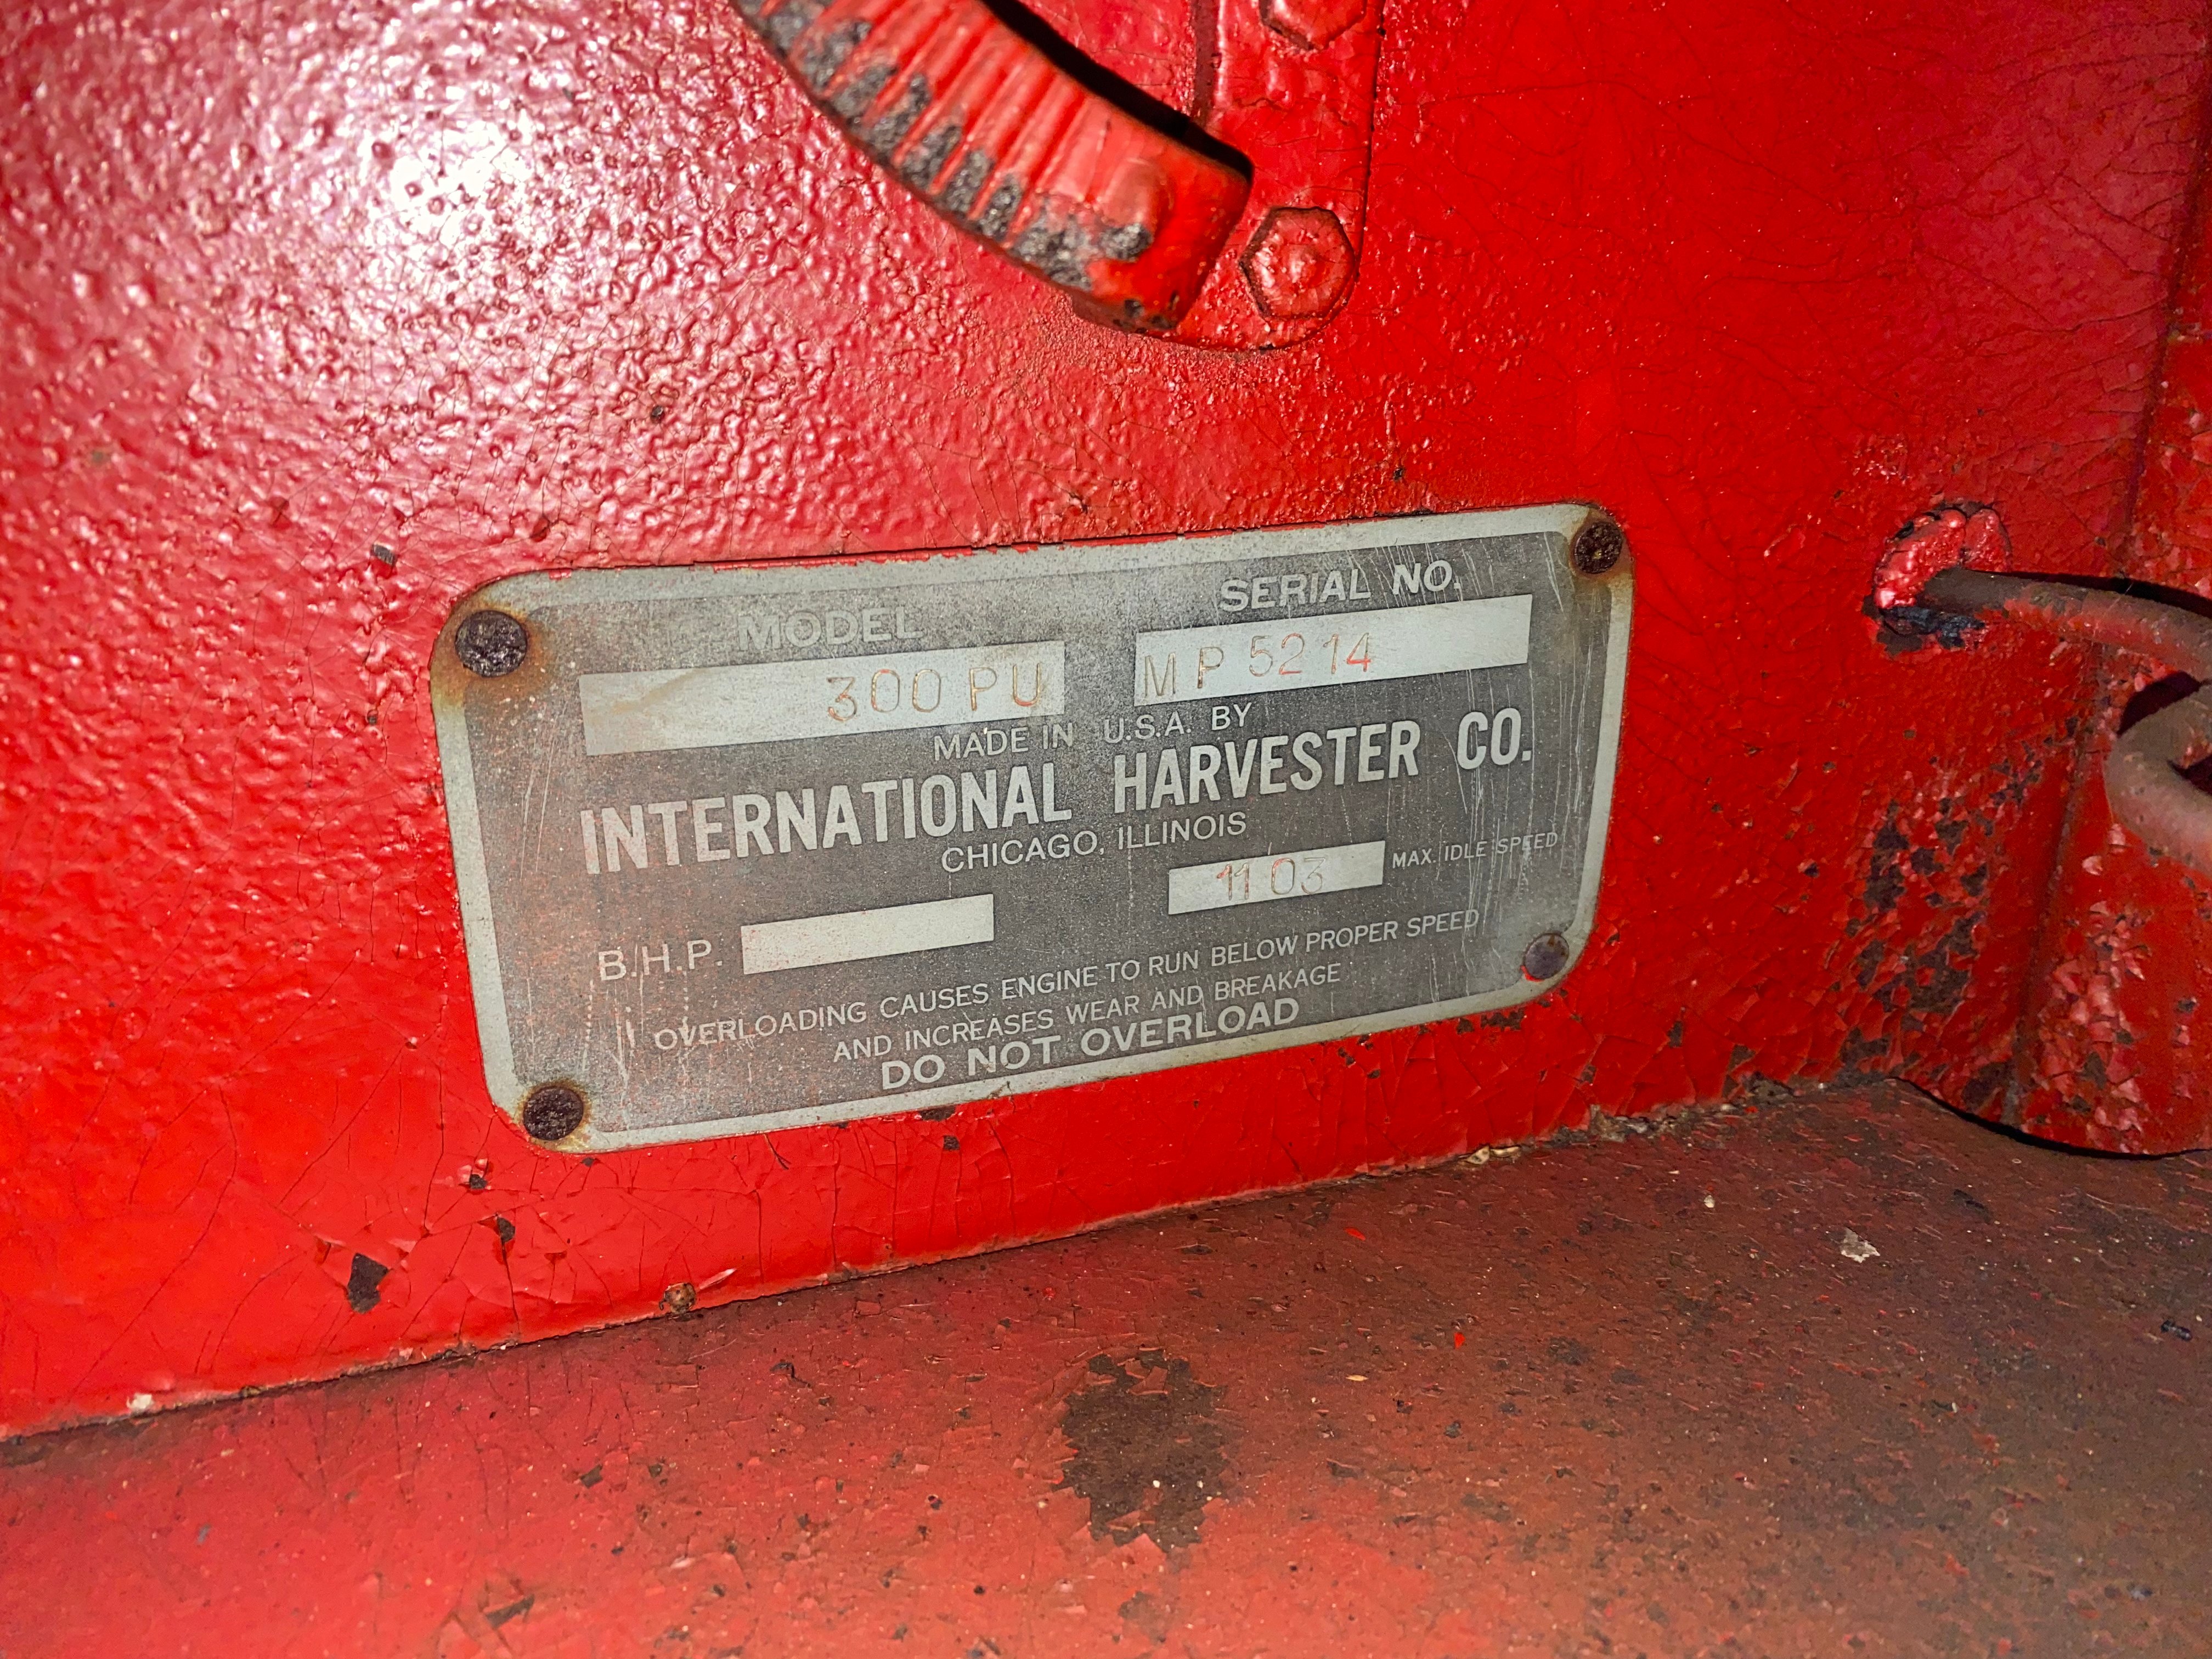 MODEL SERIAL NO.
300 PU MP 5214
MADE IN U.S.A. BY
INTERNATIONAL HARVESTER CO.
CHICAGO, ILLINOIS
B.H.P. 1103 MAX. IDLE SPEED
OVERLOADING CAUSES ENGINE TO RUN BELOW PROPER SPEED
AND INCREASES WEAR AND BREAKAGE
DO NOT OVERLOAD